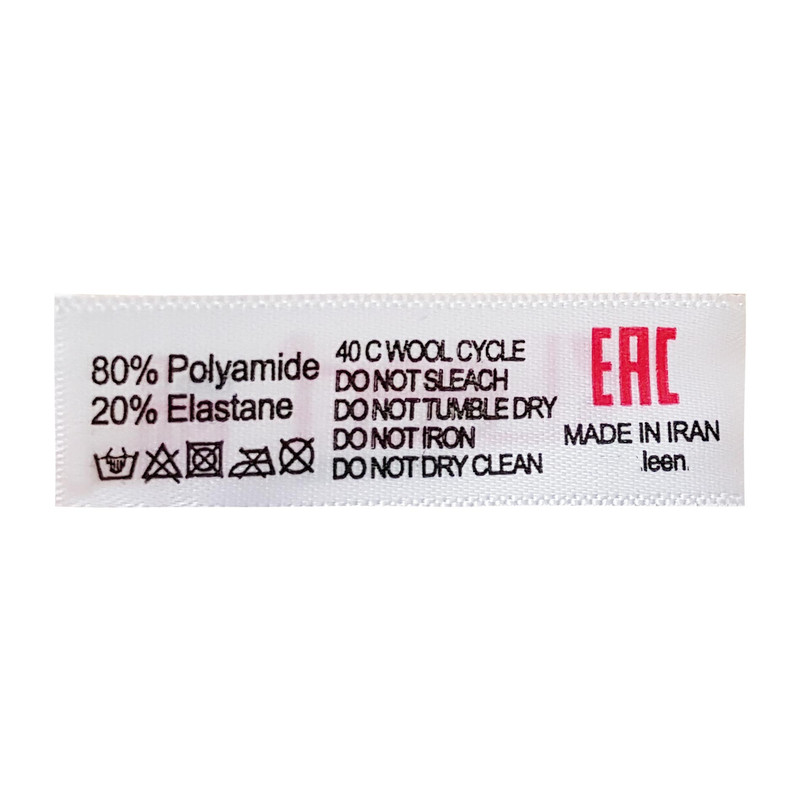 80% Polyamide
20% Elastane
40 C WOOL CYCLE
DO NOT SLEACH
DO NOT TUMBLE DRY
DO NOT IRON
DO NOT DRY CLEAN
EAC
MADE IN IRAN
.leen.